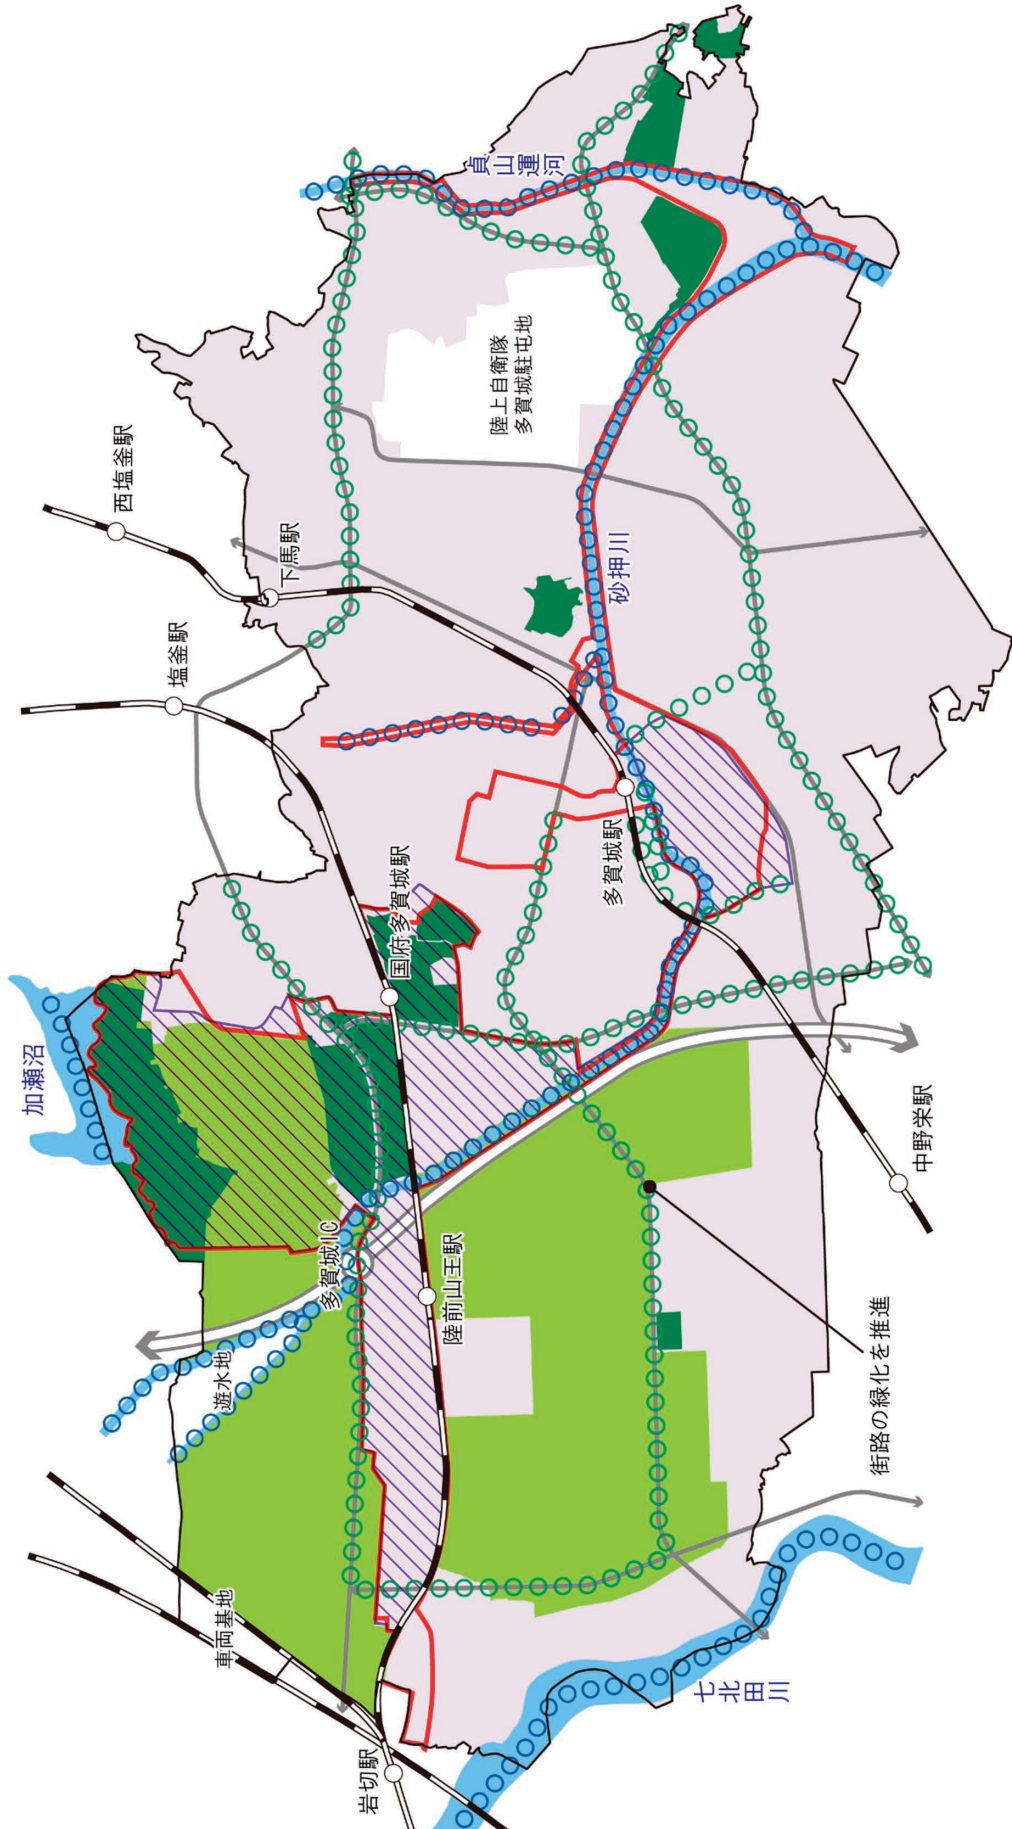 加瀬沼
塩釜駅
西塩釜駅
下馬駅
貞山
運河
陸上自衛隊
多賀城駐屯地
砂押川
多賀城駅
国府多賀城駅
多賀城IC
陸前山王駅
遊水地
車両基地
岩切駅
七北田川
街路の緑化を推進
中野栄駅